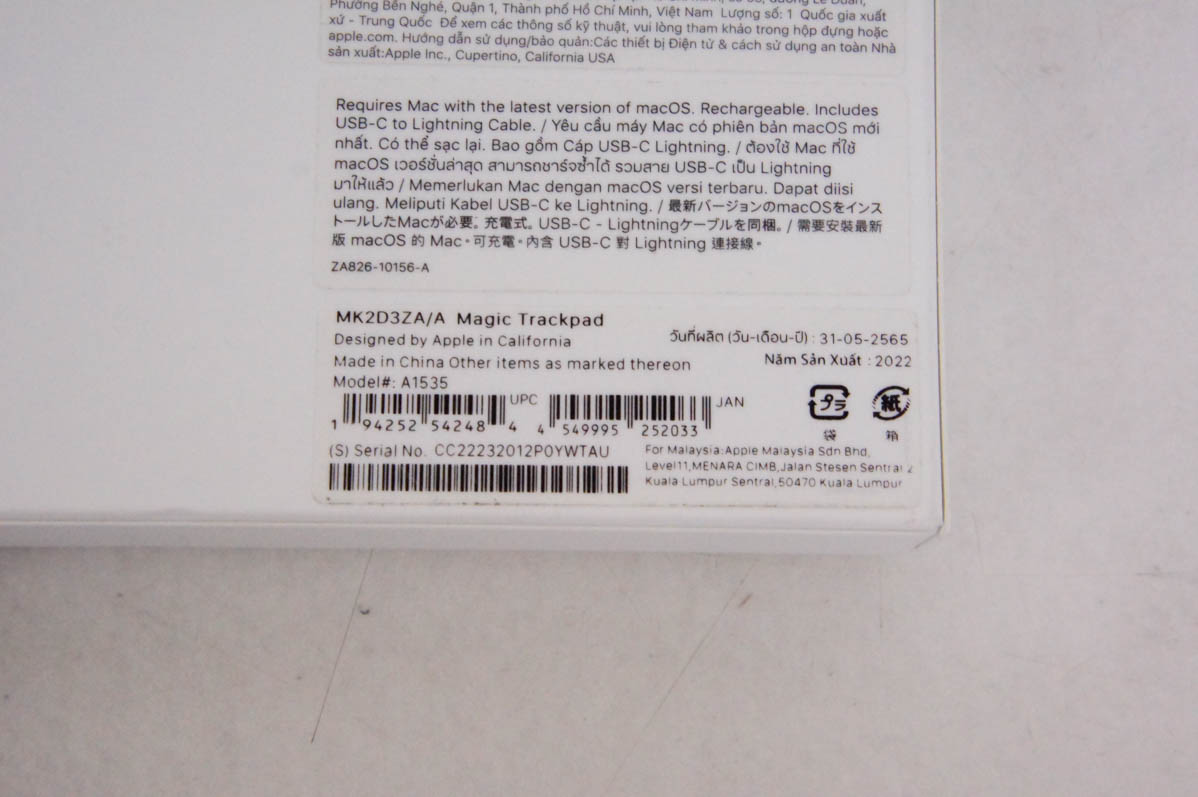 Phường Bến Nghé, Quận 1, Thành phố Hồ Chí Minh, Việt Nam Lượng số: 1 Quốc gia xuất
xứ - Trung Quốc Để xem các thông số kỹ thuật, vui lòng tham khảo trong hộp đựng hoặc
apple.com. Hướng dẫn sử dụng/bảo quản:Các thiết bị Điện tử & cách sử dụng an toàn Nhà
sản xuất:Apple Inc., Cupertino, California USA
Requires Mac with the latest version of macOS. Rechargeable. Includes
USB-C to Lightning Cable. / Yêu cầu máy Mac có phiên bản macOS mới
nhất. Có thể sạc lại. Bao gồm Cáp USB-C Lightning. / ต้องใช้ Mac ที่ใช้
macOS เวอร์ชั่นล่าสุด สามารถชาร์จซ้ำได้ รวมสาย USB-C เป็น Lightning
มาให้แล้ว / Memerlukan Mac dengan macOS versi terbaru. Dapat diisi
ulang. Meliputi Kabel USB-C ke Lightning. / 最新バージョンのmacOSをインス
トールしたMacが必要。充電式。USB-C - Lightningケーブルを同梱。/ 需要安裝最新
版 macOS 的 Mac。可充電。內含 USB-C 對 Lightning 連接線。
ZA826-10156-A
MK2D3ZA/A Magic Trackpad
Designed by Apple in California
Made in China Other items as marked thereon
Model#: A1535
วันที่ผลิต (วัน-เดือน-ปี) : 31-05-2565
Năm Sản Xuất : 2022
UPC
1 94252 54248 4
JAN
4 549995 252033
プラ
袋
紙
箱
(S) Serial No. CC22232012P0YWTAU
For Malaysia:Apple Malaysia Sdn Bhd,
Level11,MENARA CIMB,Jalan Stesen Sentral 2
Kuala Lumpur Sentral,50470 Kuala Lumpur